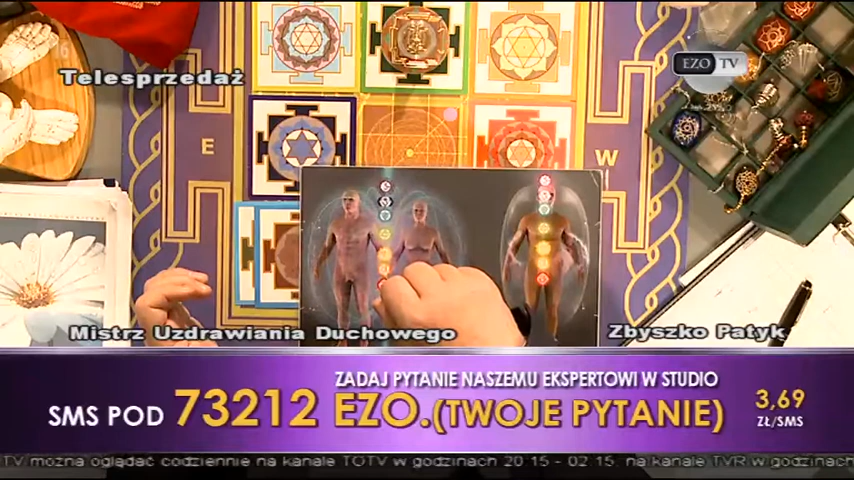 Telesprzedaż
EZO TV
E
W
Mistrz Uzdrawiania Duchowego
Zbyszko Patyk
ZADAJ PYTANIE NASZEMU EKSPERTOWI W STUDIO
SMS POD 73212 EZO.(TWOJE PYTANIE)
3,69
ZŁ/SMS
TV można oglądać codziennie na kanale TOTV w godzinach 20:15 - 02:15, na kanale TVR w godzinach